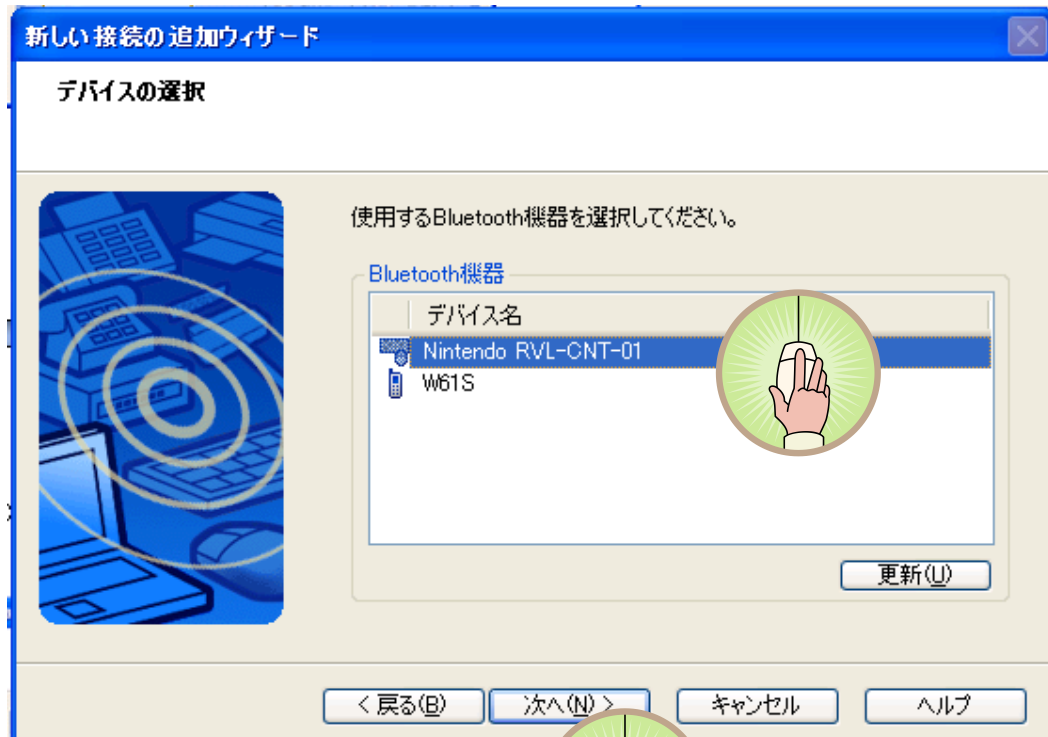 新しい接続の追加ウィザード
デバイスの選択
使用するBluetooth機器を選択してください。
Bluetooth機器
デバイス名
Nintendo RVL-CNT-01
W61S
更新(U)
< 戻る(B) 次へ(N) > キャンセル ヘルプ